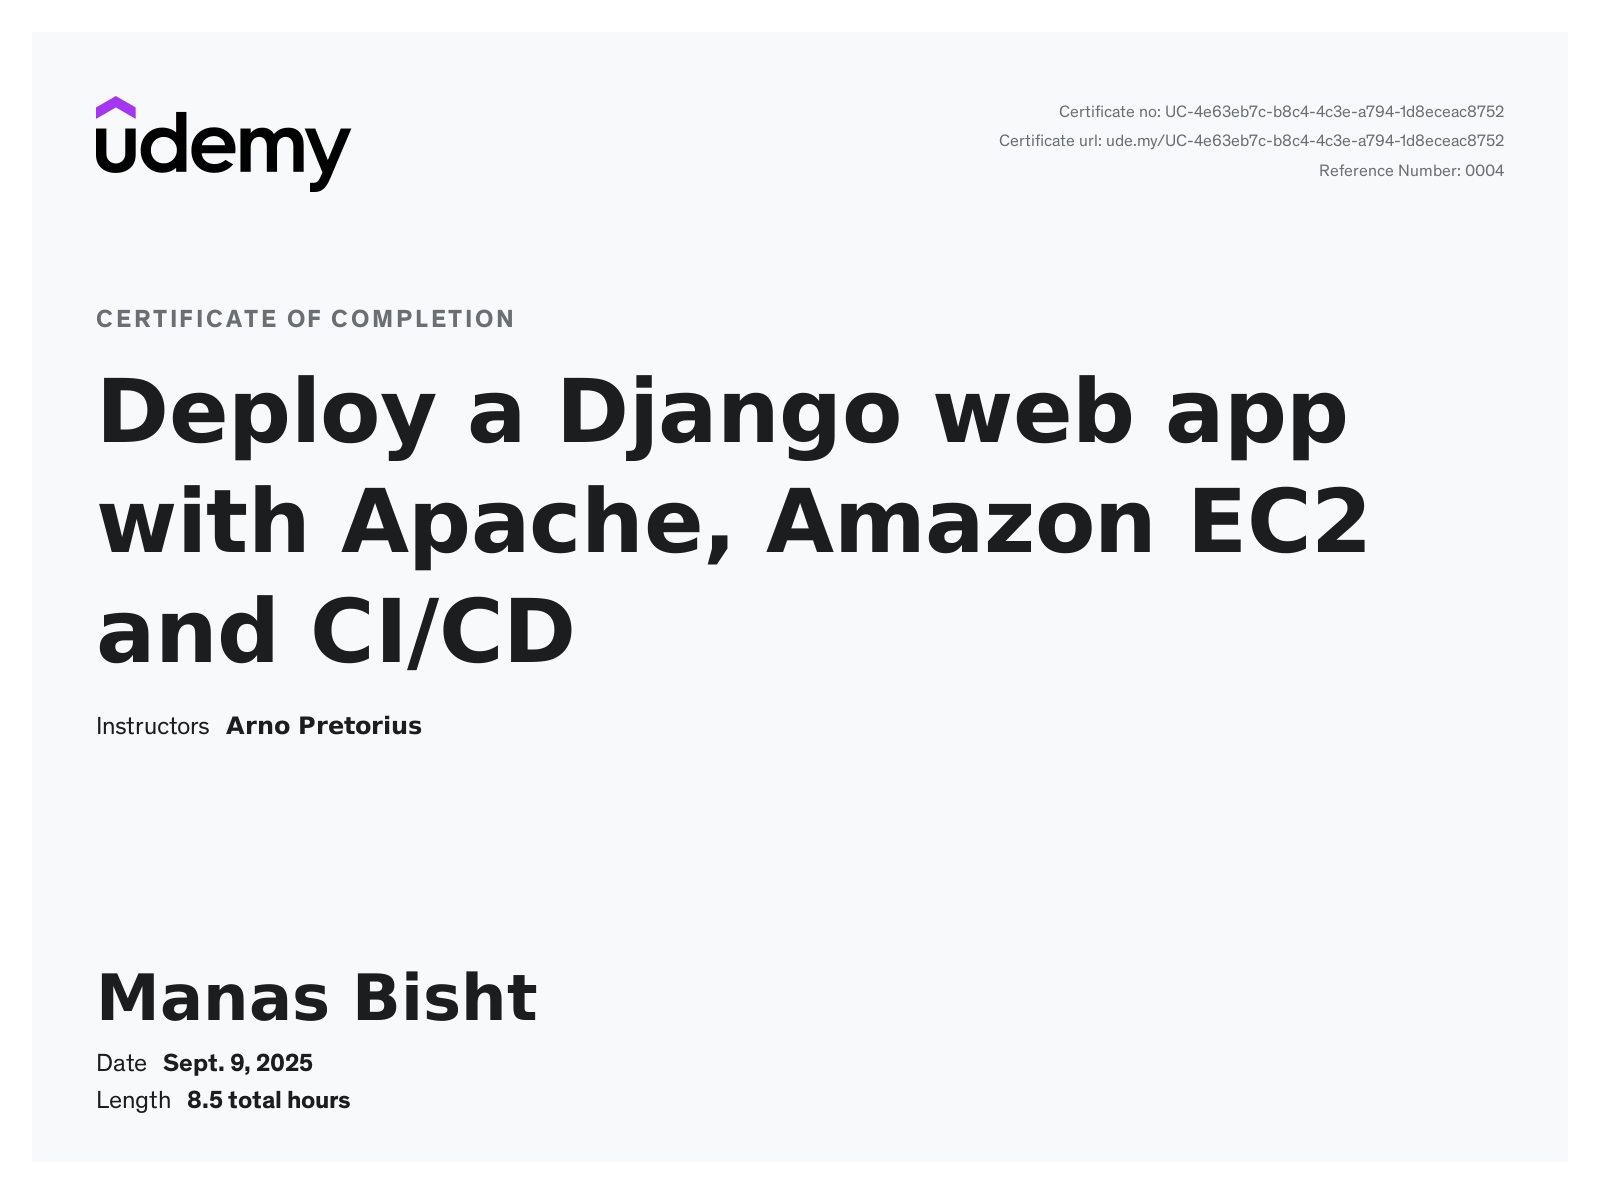 udemy
Certificate no: UC-4e63eb7c-b8c4-4c3e-a794-1d8eceac8752
Certificate url: ude.my/UC-4e63eb7c-b8c4-4c3e-a794-1d8eceac8752
Reference Number: 0004
CERTIFICATE OF COMPLETION
Deploy a Django web app
with Apache, Amazon EC2
and CI/CD
Instructors Arno Pretorius
Manas Bisht
Date Sept. 9, 2025
Length 8.5 total hours